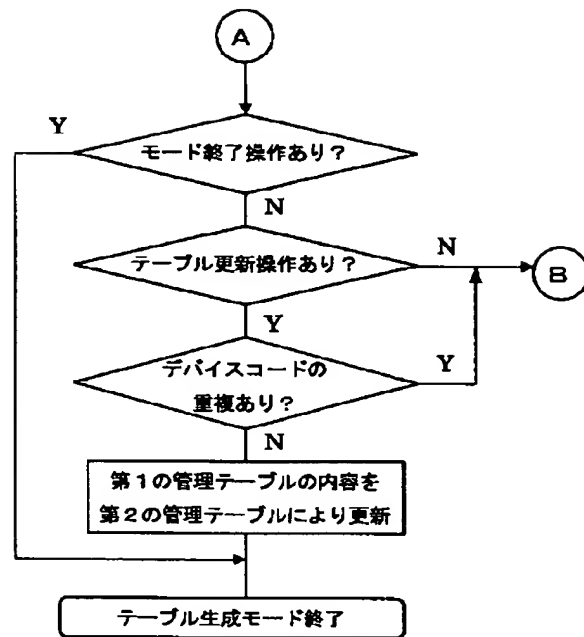 A
Y
モード終了操作あり？
N
テーブル更新操作あり？
N
B
Y
デバイスコードの
重複あり？
Y
N
第１の管理テーブルの内容を
第２の管理テーブルにより更新
テーブル生成モード終了